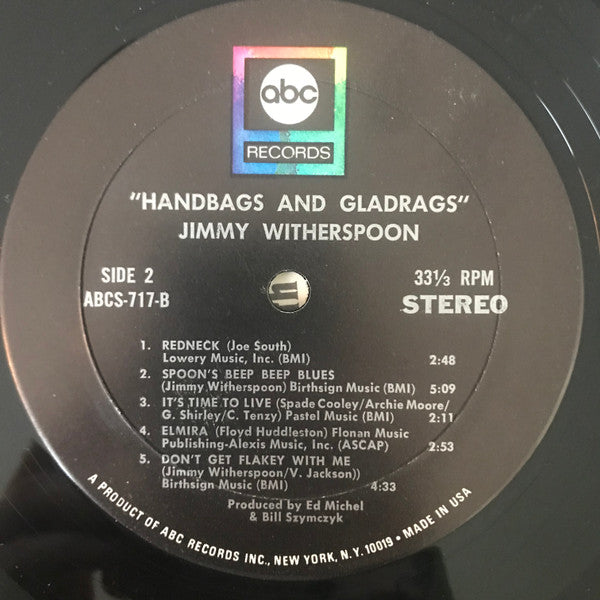 abc
RECORDS
"HANDBAGS AND GLADRAGS"
JIMMY WITHERSPOON
SIDE 2
ABCS-717-B
33⅓ RPM
STEREO
1. REDNECK (Joe South)
Lowery Music, Inc. (BMI) 2:48
2. SPOON'S BEEP BEEP BLUES
(Jimmy Witherspoon) Birthsign Music (BMI) 5:09
3. IT'S TIME TO LIVE (Spade Cooley/Archie Moore/
G. Shirley/C. Tenzy) Pastel Music (BMI) 2:11
4. ELMIRA (Floyd Huddleston) Flonan Music
Publishing-Alexis Music, Inc. (ASCAP) 2:53
5. DON'T GET FLAKEY WITH ME
(Jimmy Witherspoon/V. Jackson))
Birthsign Music (BMI) 4:33
Produced by Ed Michel
& Bill Szymczyk
A PRODUCT OF ABC RECORDS INC., NEW YORK, N.Y. 10019 • MADE IN USA